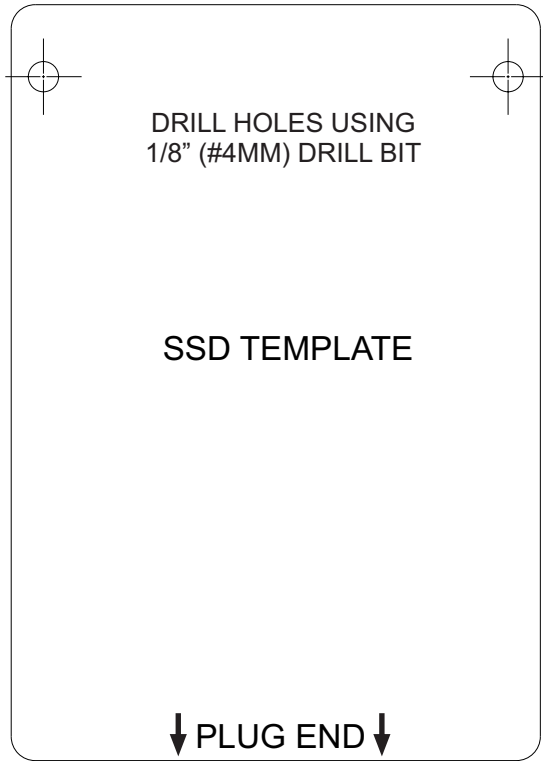 DRILL HOLES USING
1/8” (#4MM) DRILL BIT
SSD TEMPLATE
PLUG END